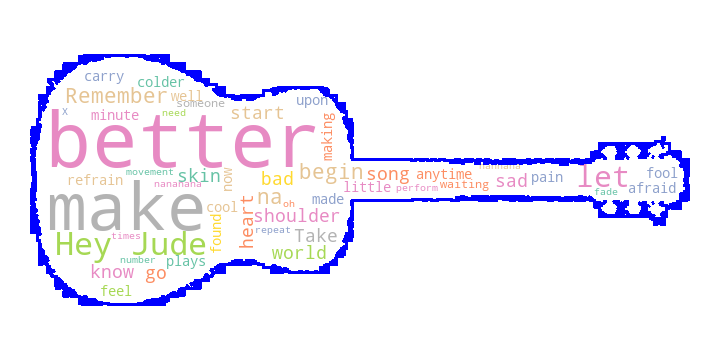 carry
colder
Remember
well
someone
upon
x
minute
need
start
better
making
movement
skin
now
bad
begin
song
anytime
nannana
sad
pain
let
fool
refrain
nanahana
little
perform
waiting
fade
afraid
make
cool
na
oh
made
heart
shoulder
Hey Jude
times
found
repeat
Take
number
plays
world
know
go
feel